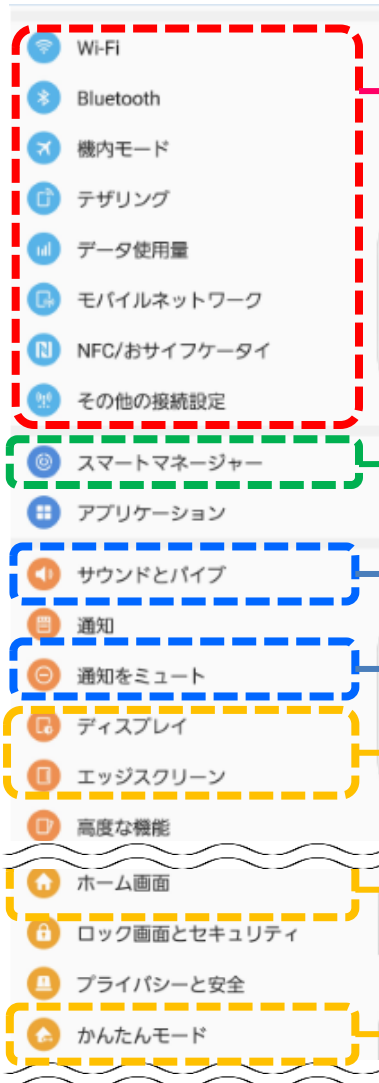 Wi-Fi
Bluetooth
機内モード
テザリング
データ使用量
モバイルネットワーク
NFC/おサイフケータイ
その他の接続設定
スマートマネージャー
アプリケーション
サウンドとバイブ
通知
通知をミュート
ディスプレイ
エッジスクリーン
高度な機能
ホーム画面
ロック画面とセキュリティ
プライバシーと安全
かんたんモード